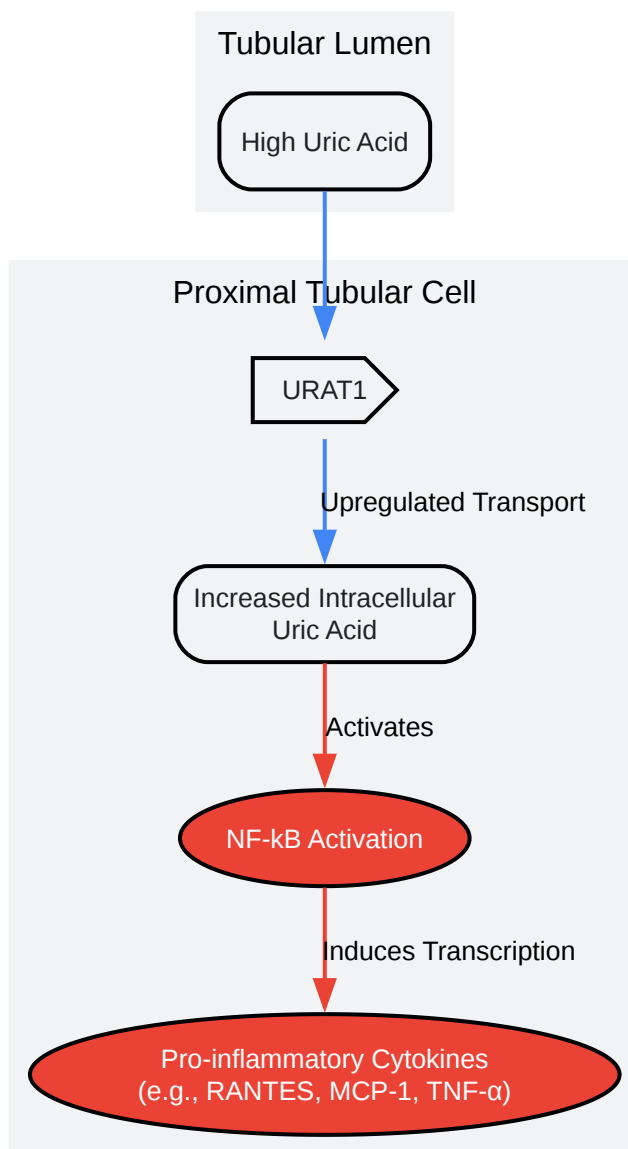 Tubular Lumen
High Uric Acid
Proximal Tubular Cell
URAT1
Upregulated Transport
Increased Intracellular
Uric Acid
Activates
NF-kB Activation
Induces Transcription
Pro-inflammatory Cytokines
(e.g., RANTES, MCP-1, TNF-α)